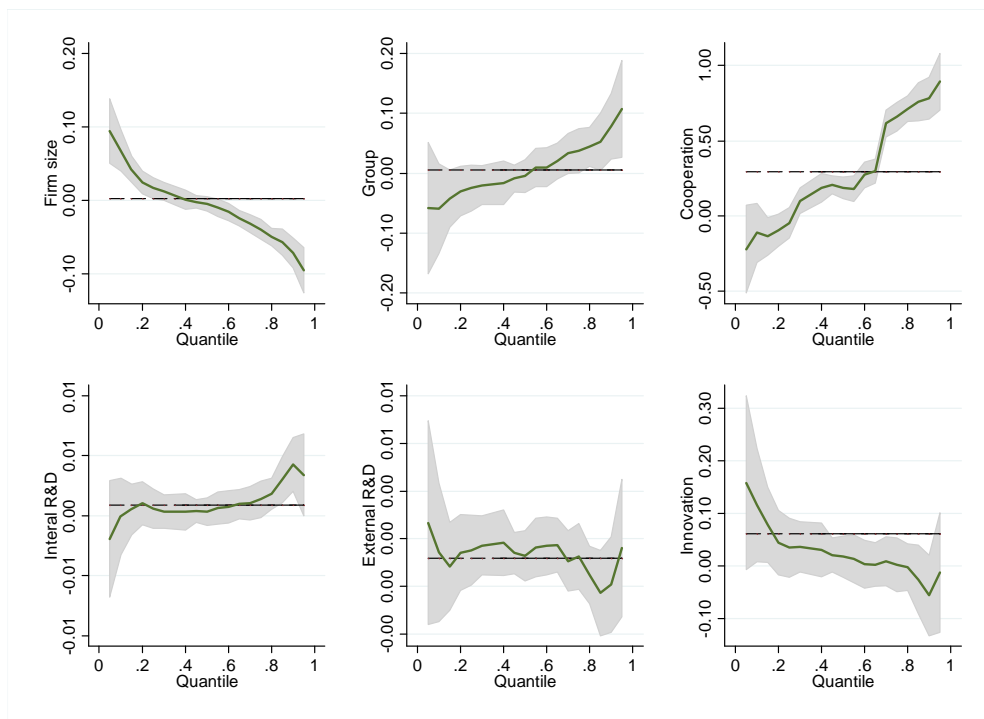 Firm size
0.20
0.10
0.00
-0.10
0 .2 .4 .6 .8 1
Quantile
Group
0.20
0.10
0.00
-0.10
-0.20
0 .2 .4 .6 .8 1
Quantile
Cooperation
1.00
0.50
0.00
-0.50
0 .2 .4 .6 .8 1
Quantile
Interal R&D
0.01
0.01
0.00
-0.01
-0.01
0 .2 .4 .6 .8 1
Quantile
External R&D
0.01
0.01
0.00
0.00
0.00
-0.00
0 .2 .4 .6 .8 1
Quantile
Innovation
0.30
0.20
0.10
0.00
-0.10
0 .2 .4 .6 .8 1
Quantile